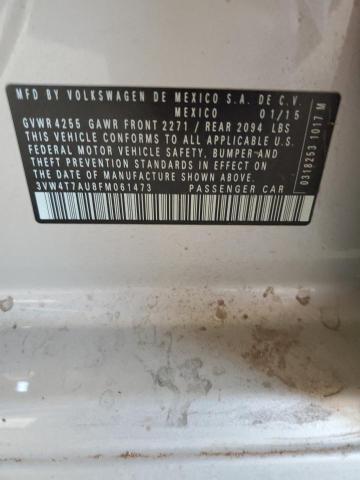 MFD BY VOLKSWAGEN DE MEXICO S.A. DE C.V.
MEXICO 01/15
GVWR 4255 GAWR FRONT 2271 / REAR 2094 LBS
THIS VEHICLE CONFORMS TO ALL APPLICABLE U.S.
FEDERAL MOTOR VEHICLE SAFETY, BUMPER AND
THEFT PREVENTION STANDARDS IN EFFECT ON
THE DATE OF MANUFACTURE SHOWN ABOVE.
3VW4T7AU8FM061473 PASSENGER CAR
0318253 1017 M